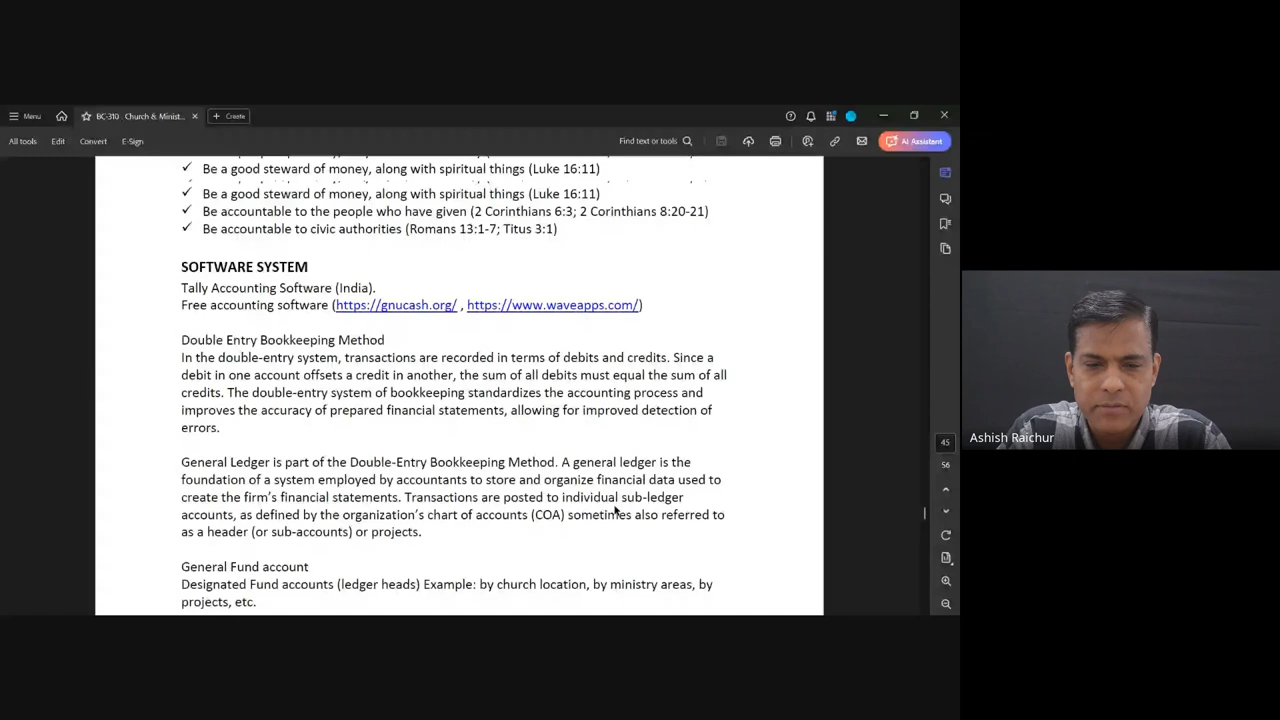 Menu
BC-310 Church & Minist...
Create
All tools
Edit
Convert
E-Sign
Find text or tools
AI Assistant
✓ Be a good steward of money, along with spiritual things (Luke 16:11)
✓ Be a good steward of money, along with spiritual things (Luke 16:11)
✓ Be accountable to the people who have given (2 Corinthians 6:3; 2 Corinthians 8:20-21)
✓ Be accountable to civic authorities (Romans 13:1-7; Titus 3:1)
SOFTWARE SYSTEM
Tally Accounting Software (India).
Free accounting software (https://gnucash.org/ , https://www.waveapps.com/)
Double Entry Bookkeeping Method
In the double-entry system, transactions are recorded in terms of debits and credits. Since a
debit in one account offsets a credit in another, the sum of all debits must equal the sum of all
credits. The double-entry system of bookkeeping standardizes the accounting process and
improves the accuracy of prepared financial statements, allowing for improved detection of
errors.
General Ledger is part of the Double-Entry Bookkeeping Method. A general ledger is the
foundation of a system employed by accountants to store and organize financial data used to
create the firm's financial statements. Transactions are posted to individual sub-ledger
accounts, as defined by the organization's chart of accounts (COA) sometimes also referred to
as a header (or sub-accounts) or projects.
General Fund account
Designated Fund accounts (ledger heads) Example: by church location, by ministry areas, by
projects, etc.
45
56
Ashish Raichur